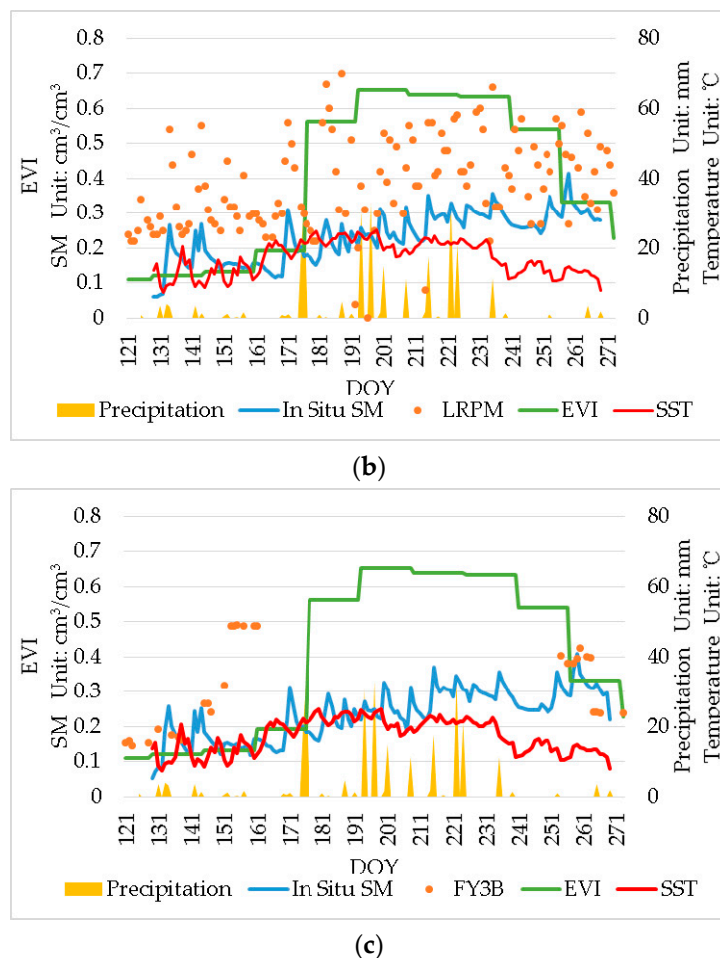 (b)
0.8
0.7
0.6
0.5
0.4
0.3
0.2
0.1
0
EVI
SM Unit: cm³/cm³
80
60
40
20
0
Precipitation Unit: mm
Temperature Unit: ℃
121 131 141 151 161 171 181 191 201 211 221 231 241 251 261 271
DOY
Precipitation In Situ SM LRPM EVI SST
(b)
0.8
0.7
0.6
0.5
0.4
0.3
0.2
0.1
0
EVI
SM Unit: cm³/cm³
80
60
40
20
0
Precipitation Unit: mm
Temperature Unit: ℃
121 131 141 151 161 171 181 191 201 211 221 231 241 251 261 271
DOY
Precipitation In Situ SM FY3B EVI SST
(c)